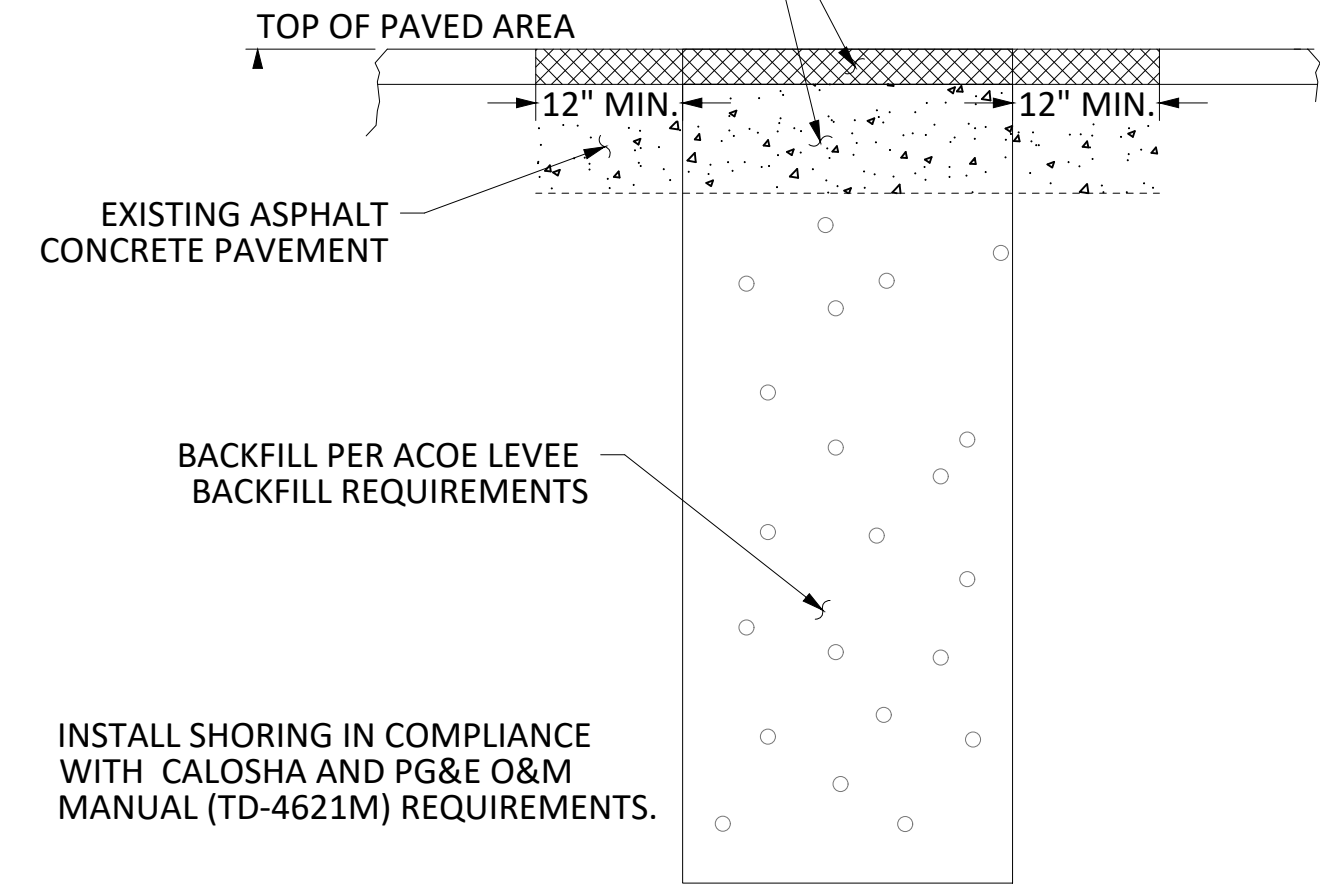 TOP OF PAVED AREA
12" MIN.
12" MIN.
EXISTING ASPHALT
CONCRETE PAVEMENT
BACKFILL PER ACOE LEVEE
BACKFILL REQUIREMENTS
INSTALL SHORING IN COMPLIANCE
WITH CALOSHA AND PG&E O&M
MANUAL (TD-4621M) REQUIREMENTS.